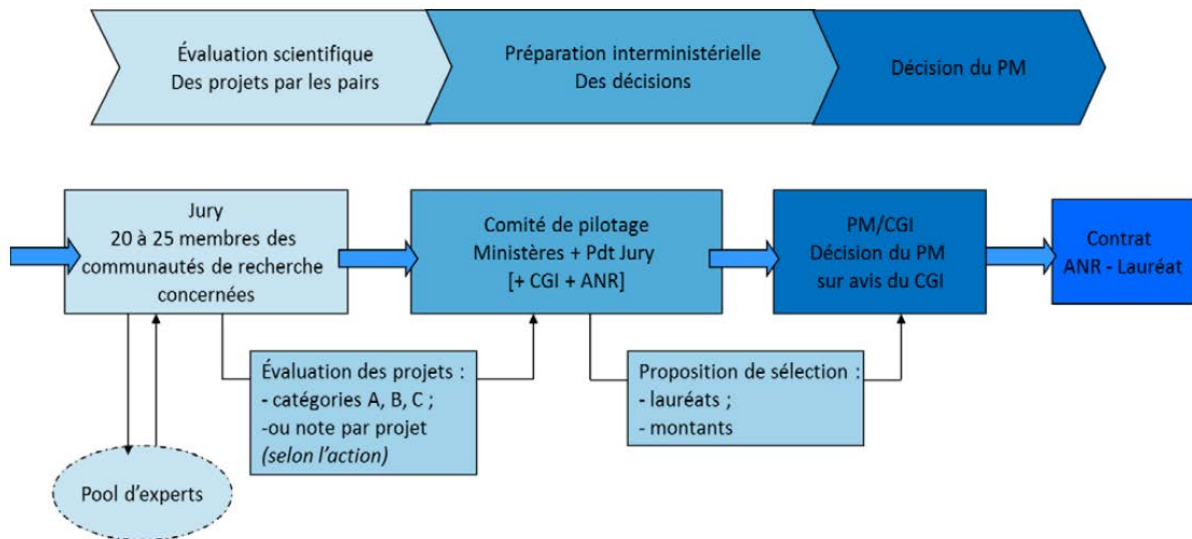 Évaluation scientifique
Des projets par les pairs
Préparation interministérielle
Des décisions
Décision du PM
Jury
20 à 25 membres des
communautés de recherche
concernées
Comité de pilotage
Ministères + Pdt Jury
[+ CGI + ANR]
PM/CGI
Décision du PM
sur avis du CGI
Contrat
ANR - Lauréat
Évaluation des projets :
- catégories A, B, C ;
-ou note par projet
(selon l'action)
Proposition de sélection :
- lauréats ;
- montants
Pool d'experts